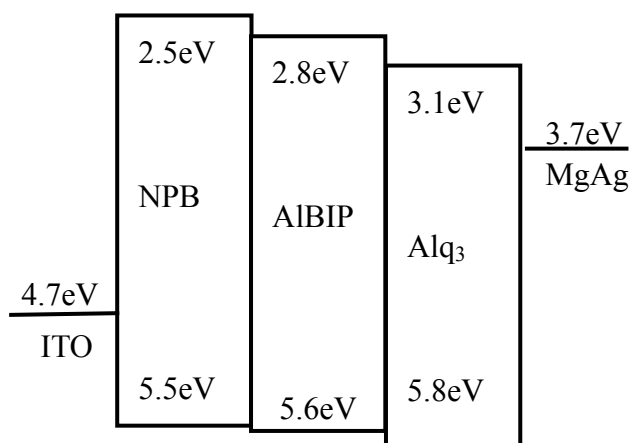 2.5eV
2.8eV
3.1eV
3.7eV
MgAg
NPB
AlBIP
Alq₃
4.7eV
ITO
5.5eV
5.6eV
5.8eV